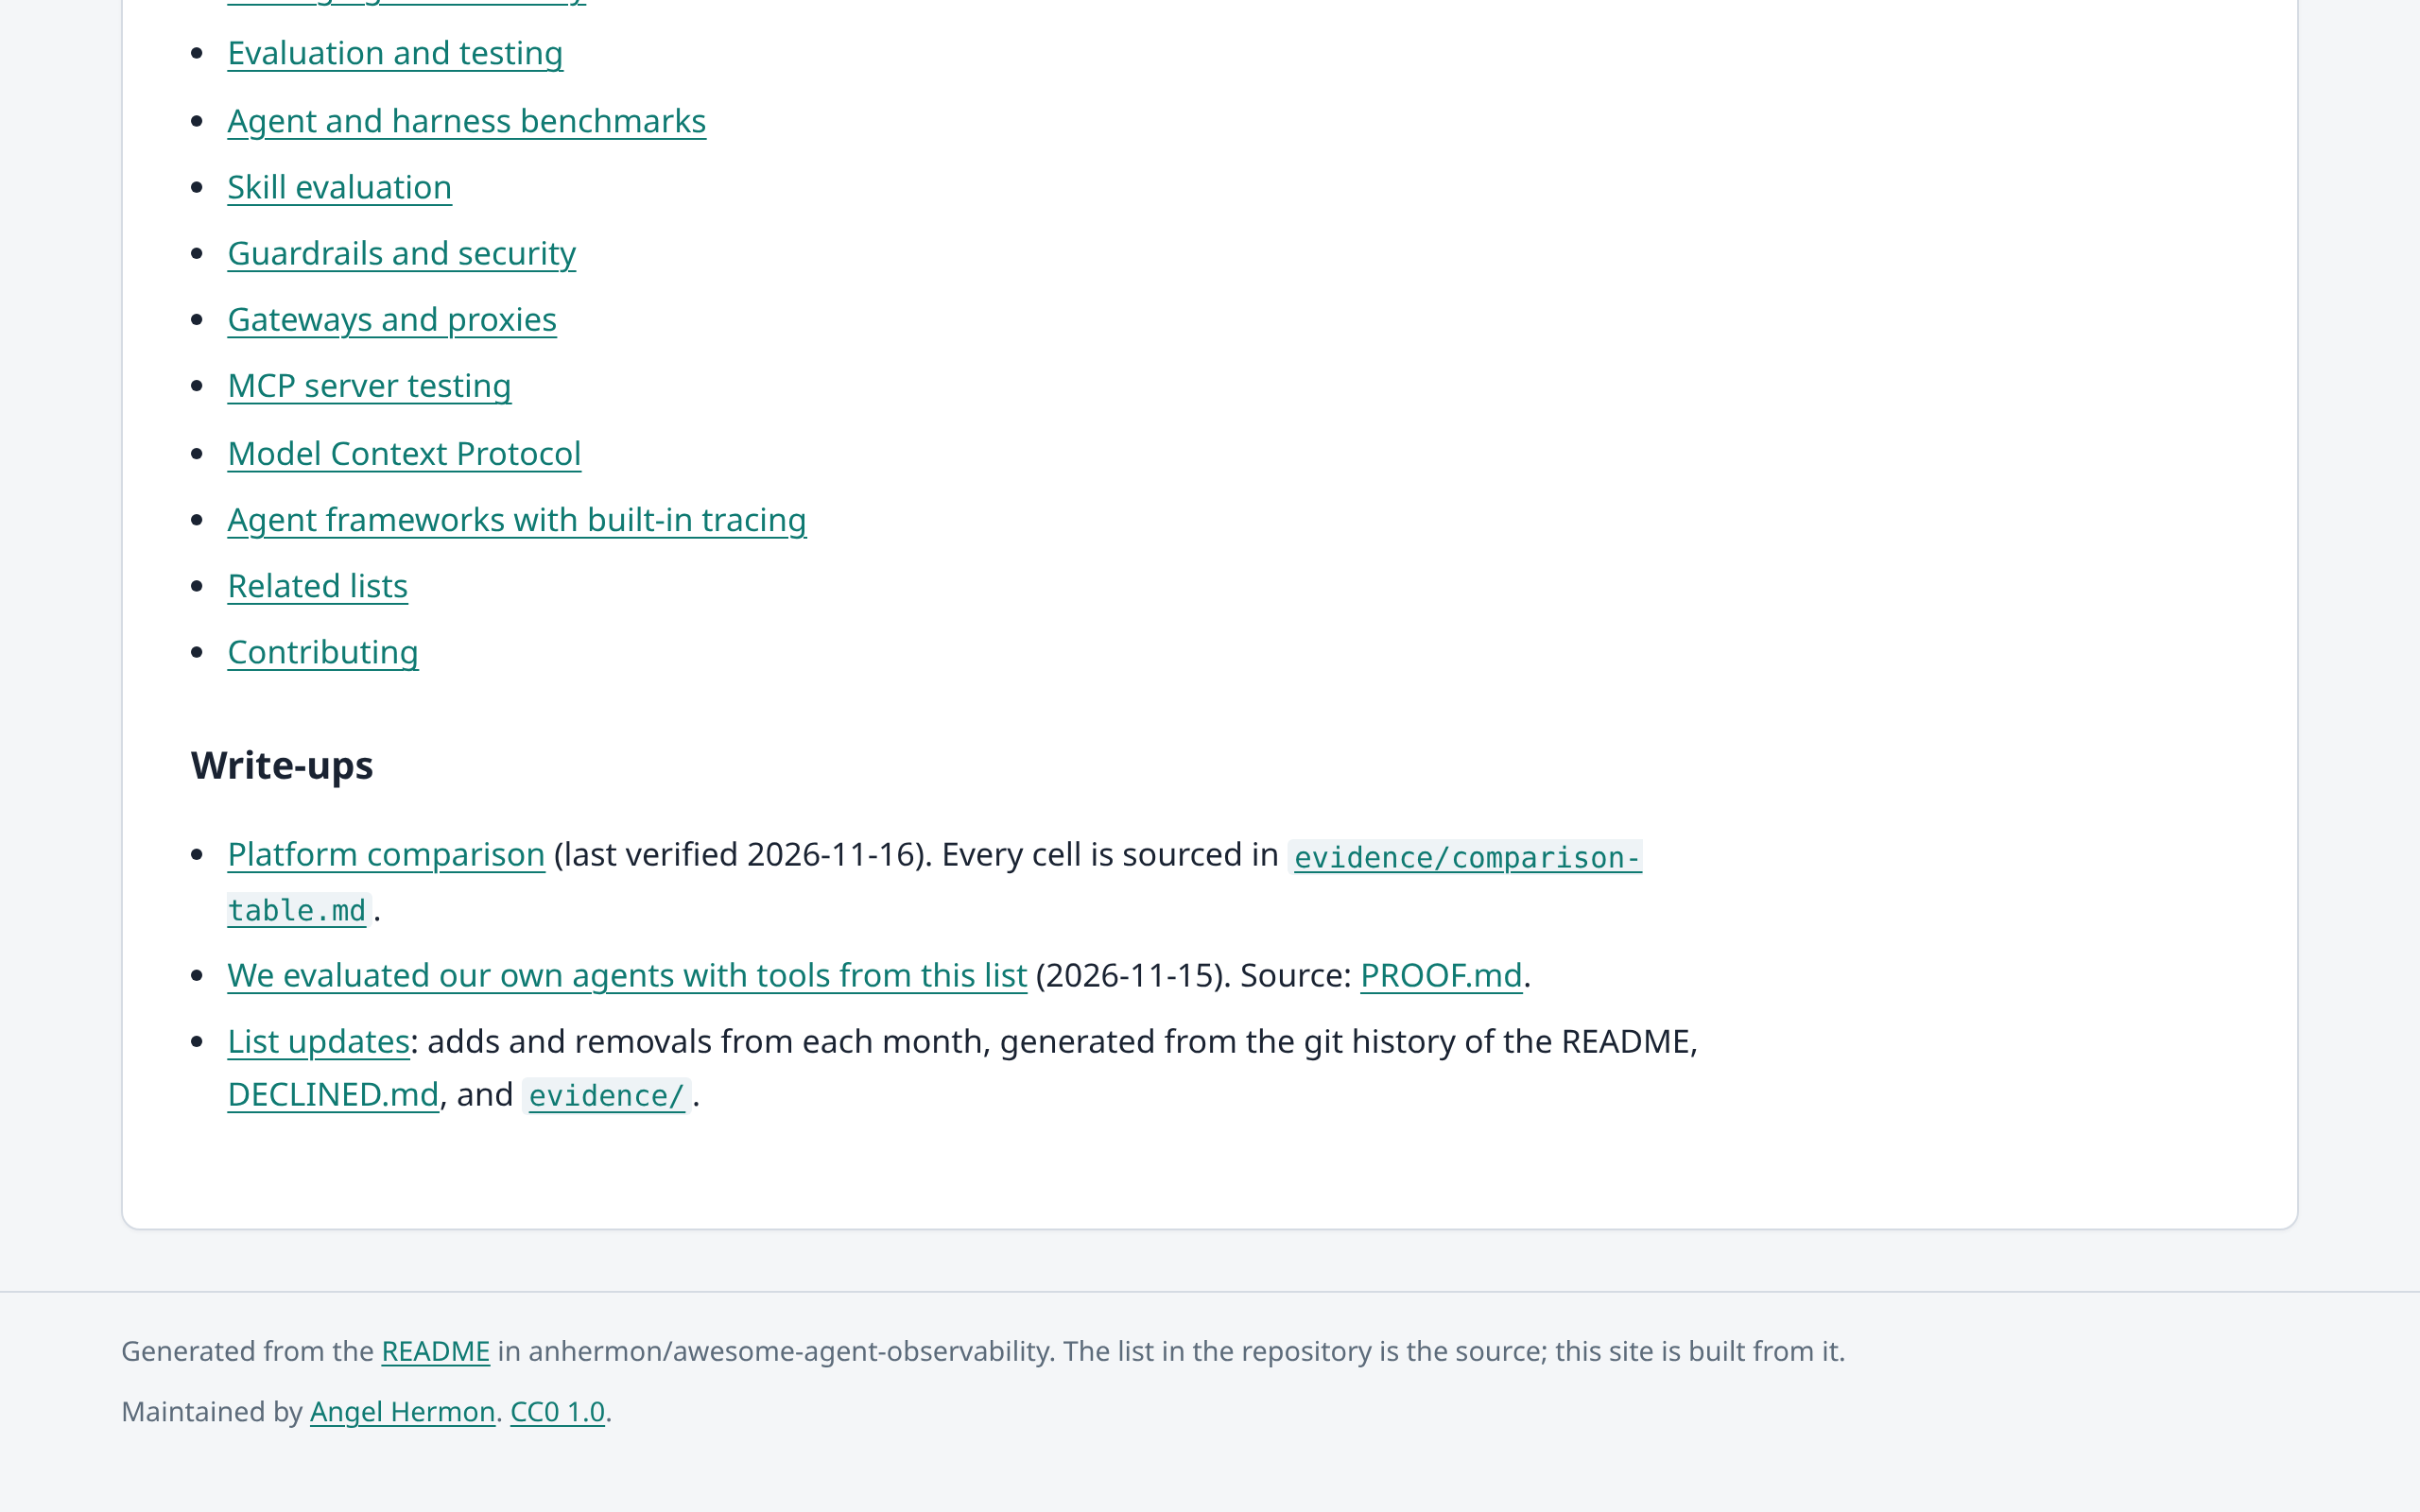 Evaluation and testing
Agent and harness benchmarks
Skill evaluation
Guardrails and security
Gateways and proxies
MCP server testing
Model Context Protocol
Agent frameworks with built-in tracing
Related lists
Contributing
Write-ups
Platform comparison (last verified 2026-11-16). Every cell is sourced in evidence/comparison-
table.md.
We evaluated our own agents with tools from this list (2026-11-15). Source: PROOF.md.
List updates: adds and removals from each month, generated from the git history of the README,
DECLINED.md, and evidence/.
Generated from the README in anhermon/awesome-agent-observability. The list in the repository is the source; this site is built from it.
Maintained by Angel Hermon. CC0 1.0.